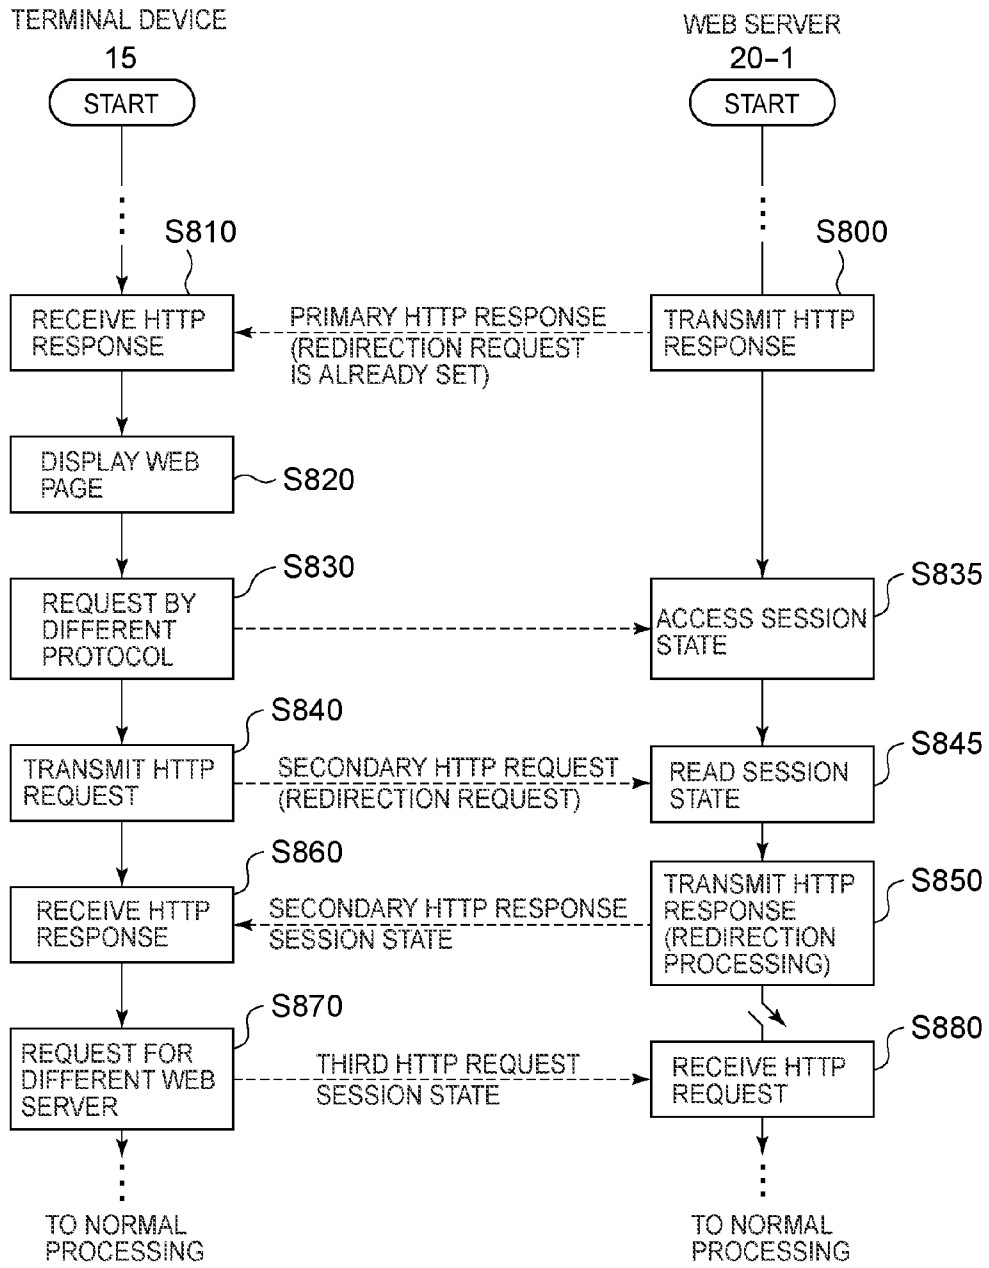 TERMINAL DEVICE
15
START
WEB SERVER
20-1
START
S810
S800
RECEIVE HTTP
RESPONSE
PRIMARY HTTP RESPONSE
(REDIRECTION REQUEST
IS ALREADY SET)
TRANSMIT HTTP
RESPONSE
DISPLAY WEB
PAGE
S820
S830
REQUEST BY
DIFFERENT
PROTOCOL
S835
ACCESS SESSION
STATE
S840
TRANSMIT HTTP
REQUEST
SECONDARY HTTP REQUEST
(REDIRECTION REQUEST)
S845
READ SESSION
STATE
S860
RECEIVE HTTP
RESPONSE
SECONDARY HTTP RESPONSE
SESSION STATE
S850
TRANSMIT HTTP
RESPONSE
(REDIRECTION
PROCESSING)
S870
REQUEST FOR
DIFFERENT WEB
SERVER
THIRD HTTP REQUEST
SESSION STATE
S880
RECEIVE HTTP
REQUEST
TO NORMAL
PROCESSING
TO NORMAL
PROCESSING